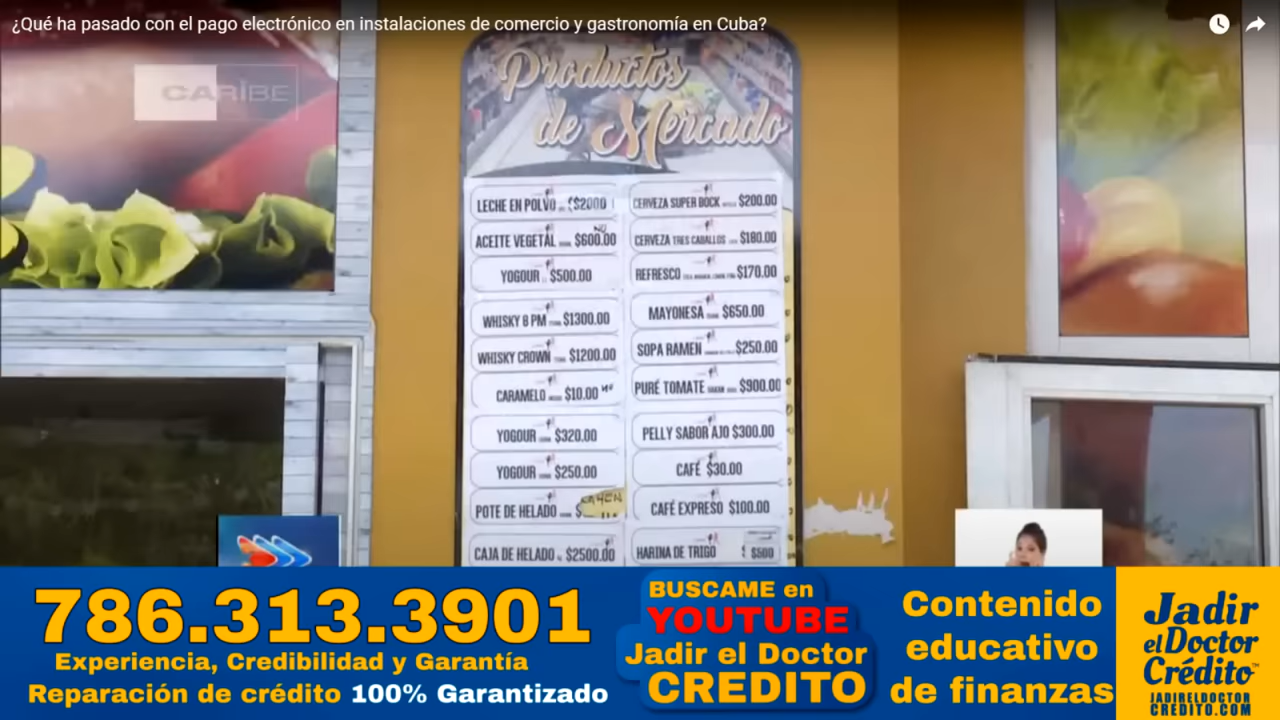 ¿Qué ha pasado con el pago electrónico en instalaciones de comercio y gastronomía en Cuba?
CARIBE
Productos
de Mercado
LECHE EN POLVO $2000
ACEITE VEGETAL $600.00
YOGOUR $500.00
WHISKY 8 PM $1300.00
WHISKY CROWN $1200.00
CARAMELO $10.00
YOGOUR $320.00
YOGOUR $250.00
POTE DE HELADO $
CAJA DE HELADO $2500.00
CERVEZA SUPER BOCK $200.00
CERVEZA TRES CABALLOS $180.00
REFRESCO $170.00
MAYONESA $650.00
SOPA RAMEN $250.00
PURÉ TOMATE $900.00
PELLY SABOR AJO $300.00
CAFÉ $30.00
CAFÉ EXPRESO $100.00
HARINA DE TRIGO $500
786.313.3901
Experiencia, Credibilidad y Garantía
Reparación de crédito 100% Garantizado
BUSCAME en
YOUTUBE
Jadir el Doctor
CREDITO
Contenido
educativo
de finanzas
Jadir
el Doctor
Crédito™
JADIRELDOCTOR
CREDITO.COM